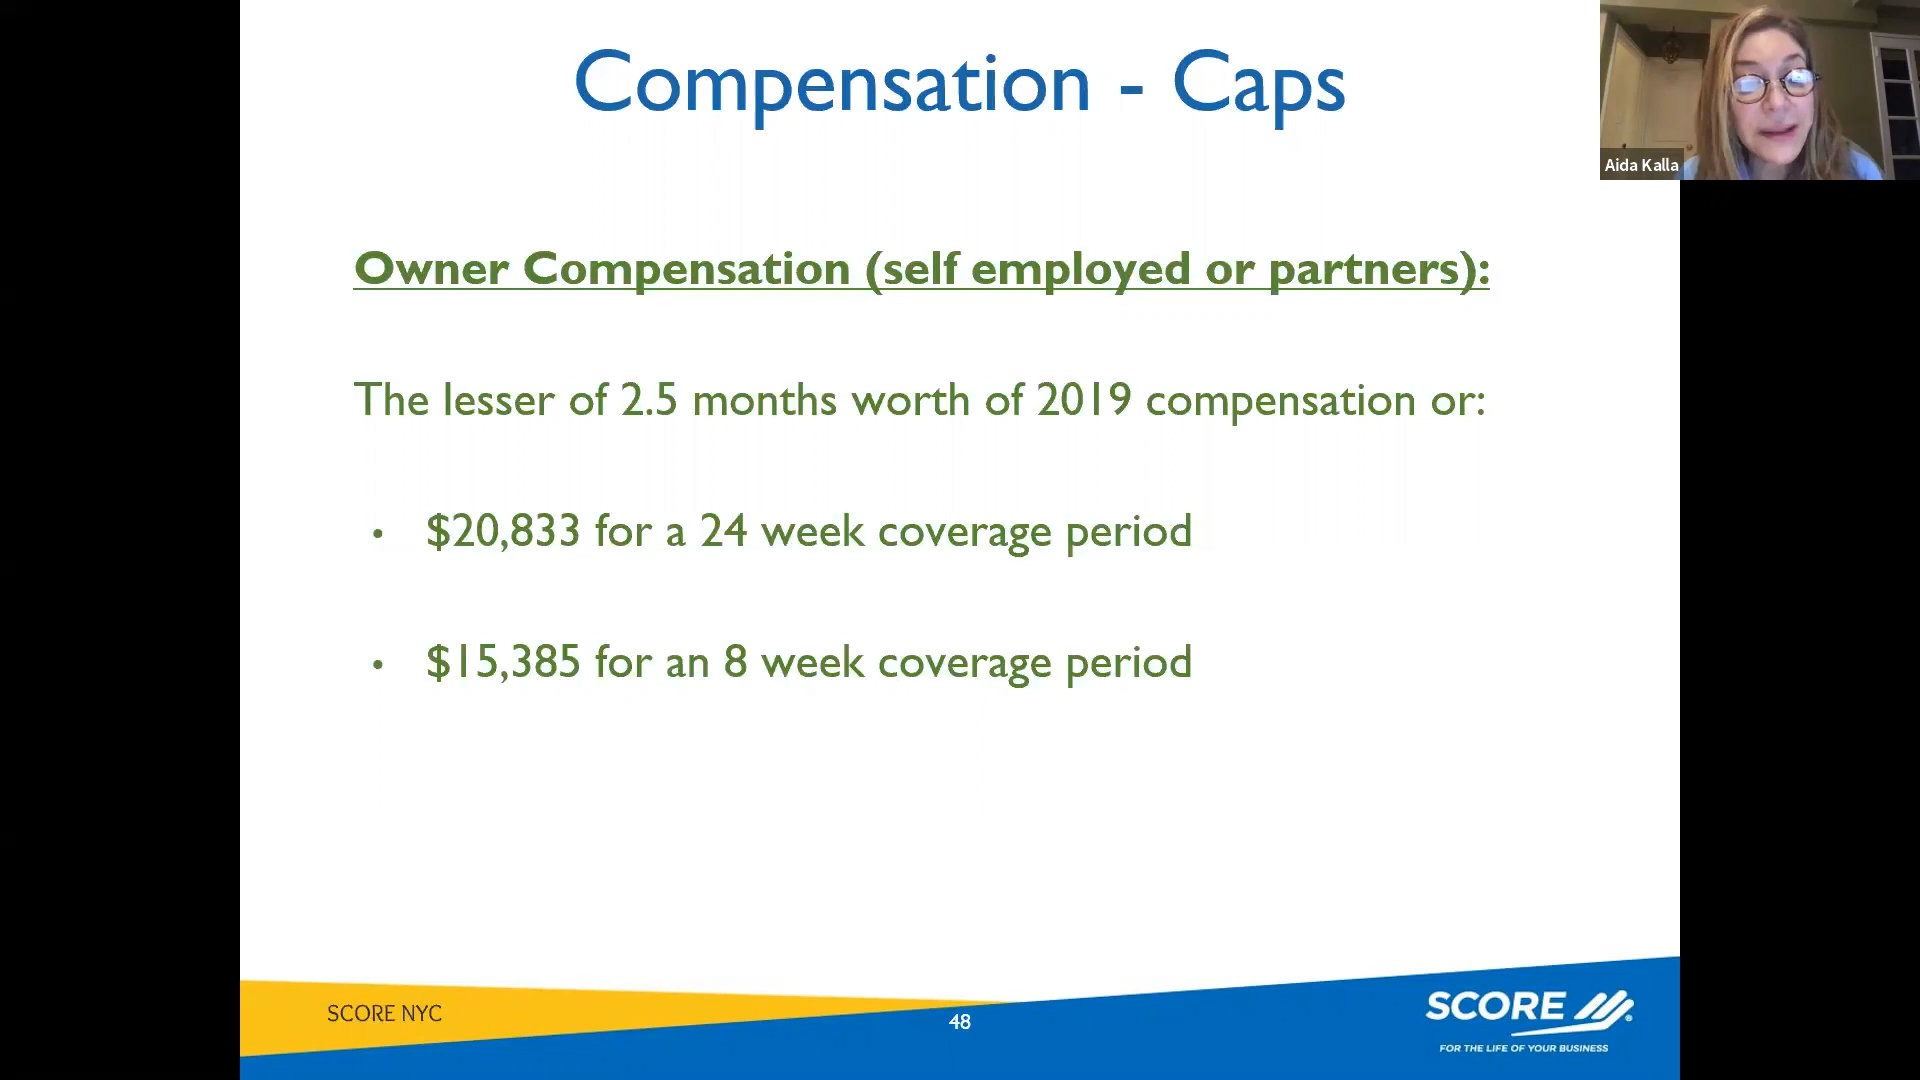 Compensation - Caps
Aida Kalla
Owner Compensation (self employed or partners):
The lesser of 2.5 months worth of 2019 compensation or:
• $20,833 for a 24 week coverage period
• $15,385 for an 8 week coverage period
SCORE NYC
48
SCORE
FOR THE LIFE OF YOUR BUSINESS